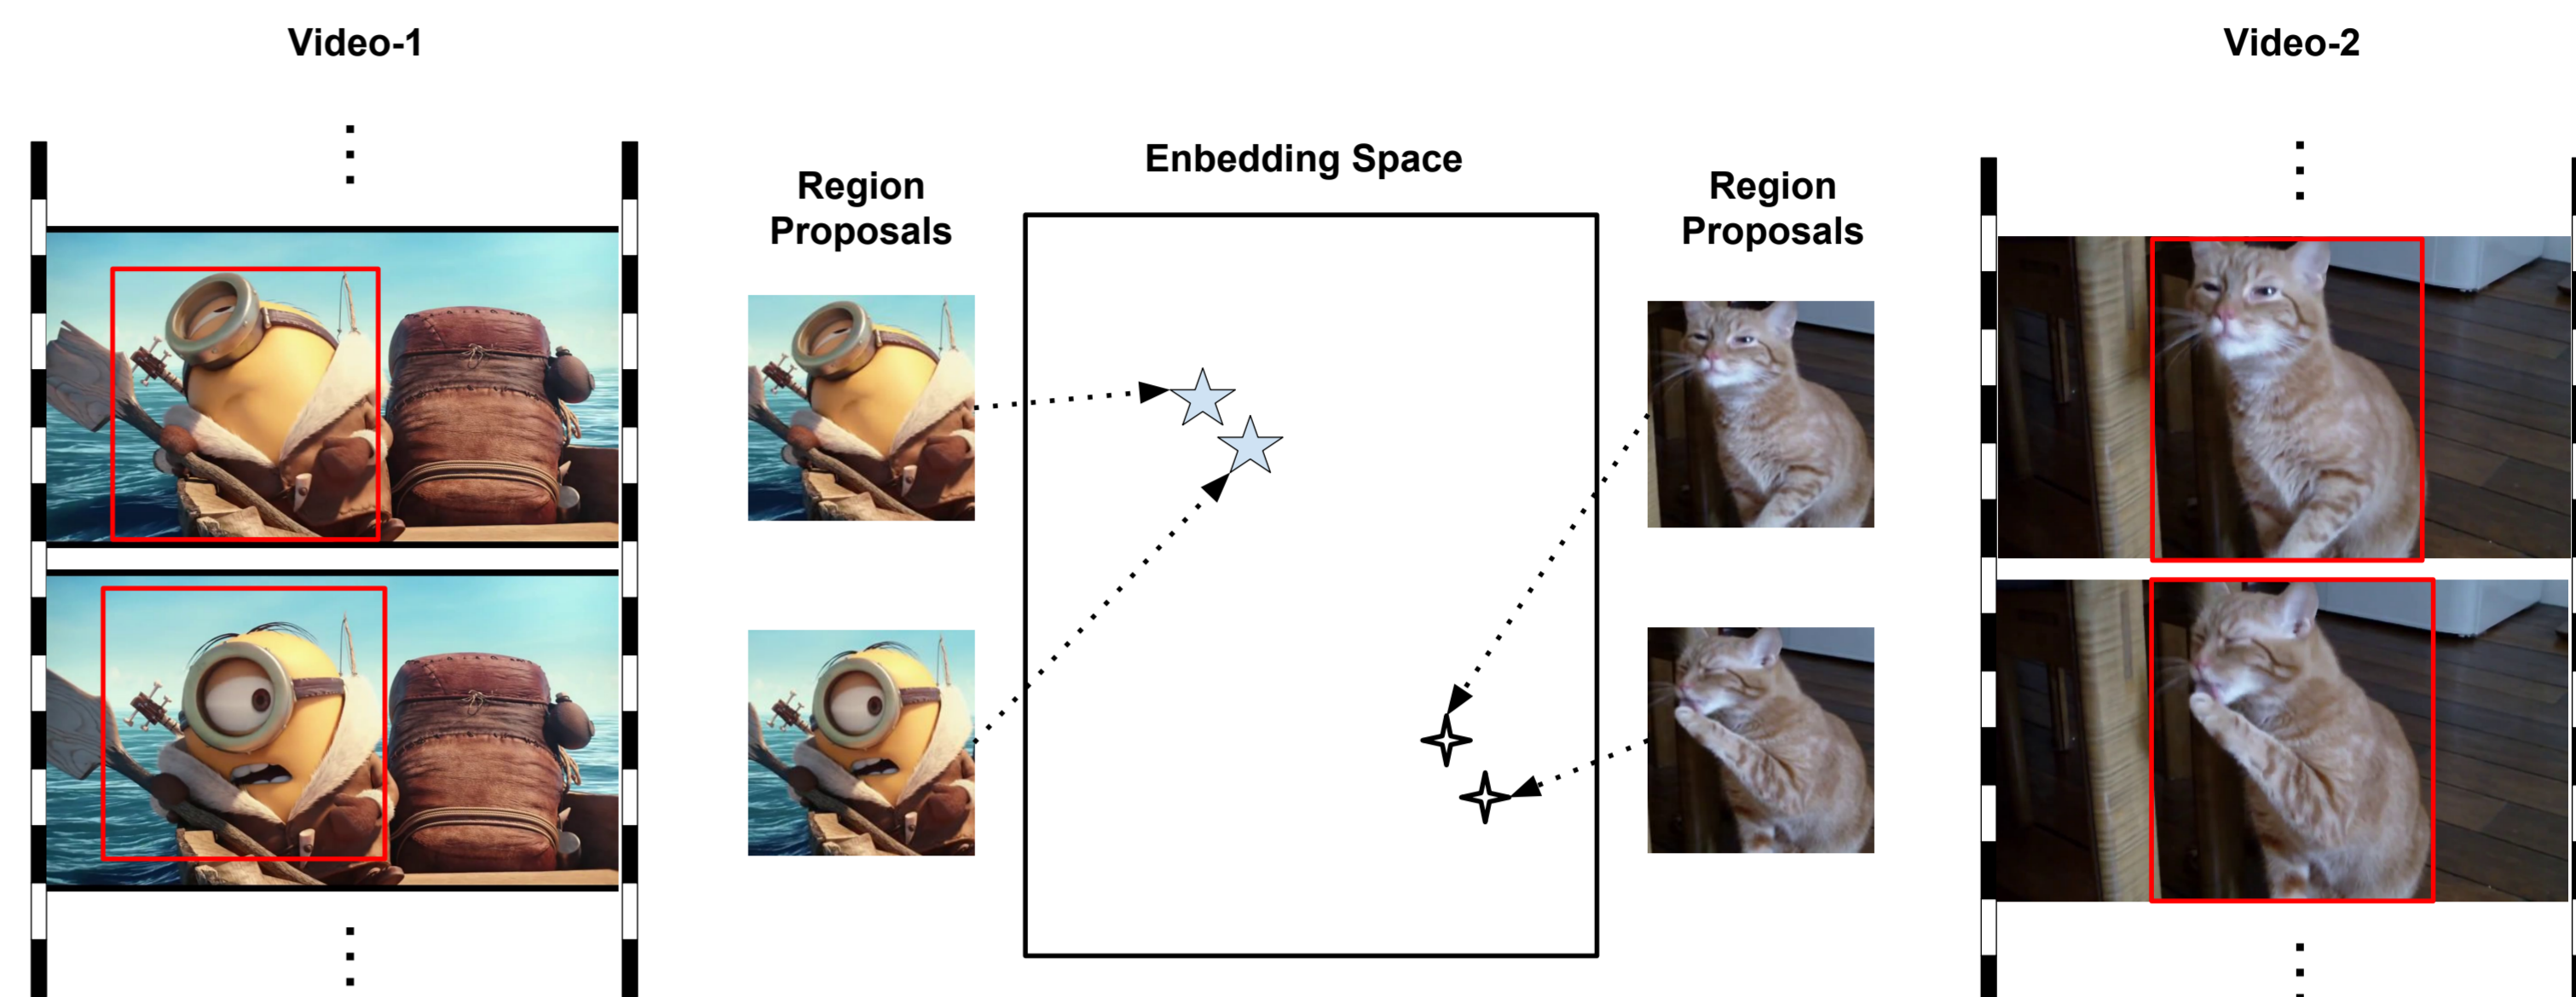 Video-1
Video-2
Enbedding Space
Region
Proposals
Region
Proposals